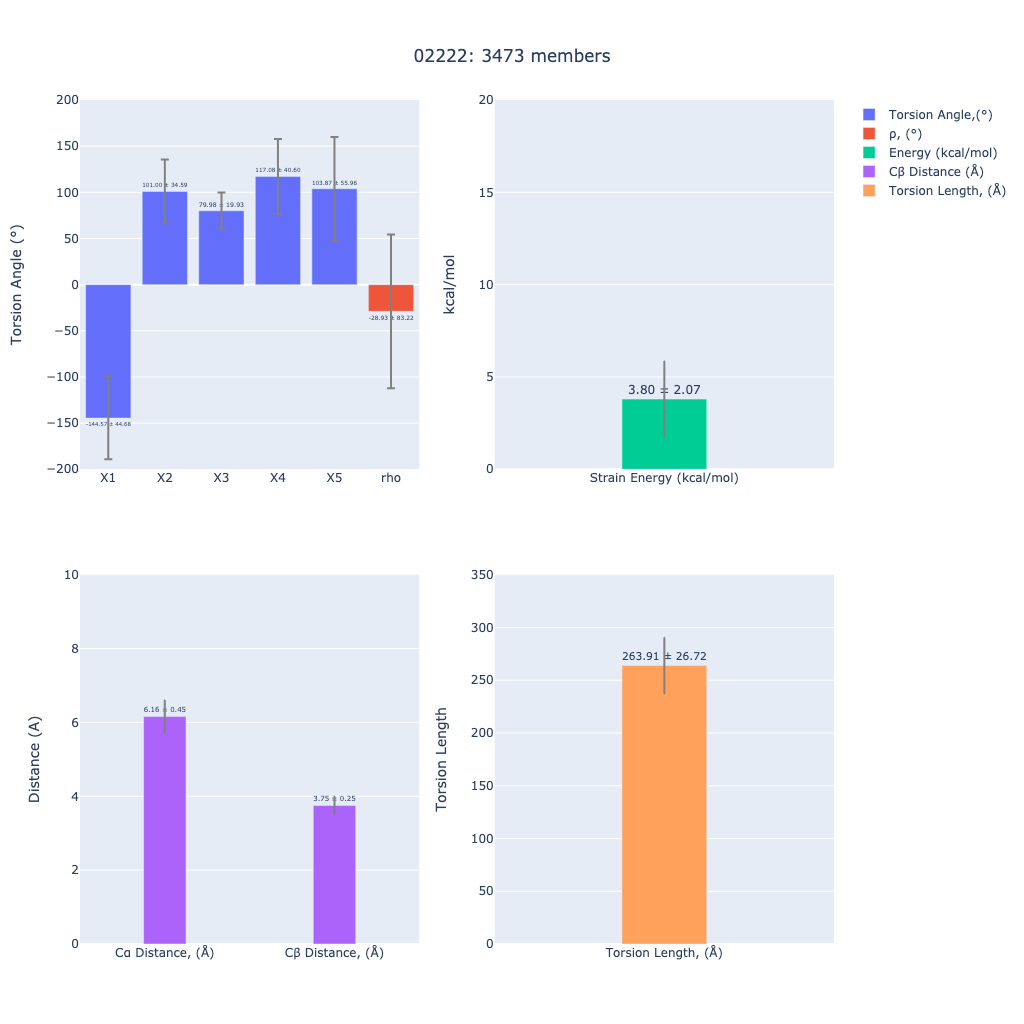 02222: 3473 members
Torsion Angle (°)
200
150
100
50
0
−50
−100
−150
−200
-144.57 ± 44.68
101.00 ± 34.59
79.98 ± 19.93
117.08 ± 40.60
103.87 ± 55.96
-28.93 ± 83.22
X1 X2 X3 X4 X5 rho
kcal/mol
20
15
10
5
0
3.80 ± 2.07
Strain Energy (kcal/mol)
Torsion Angle,(°)
ρ, (°)
Energy (kcal/mol)
Cβ Distance (Å)
Torsion Length, (Å)
Distance (A)
10
8
6
4
2
0
6.16 ± 0.45
3.75 ± 0.25
Cα Distance, (Å) Cβ Distance, (Å)
Torsion Length
350
300
250
200
150
100
50
0
263.91 ± 26.72
Torsion Length, (Å)